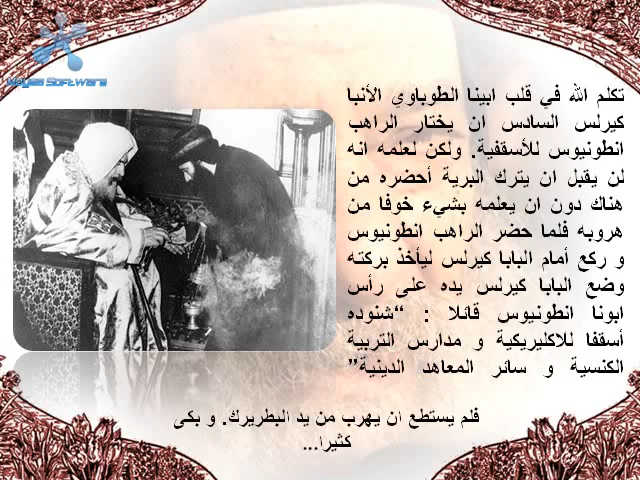 Weysa Software
تكلم الله في قلب ابينا الطوباوي الأنبا
كيرلس السادس ان يختار الراهب
انطونيوس للأسقفية. ولكن لعلمه انه
لن يقبل ان يترك البرية أحضره من
هناك دون ان يعلمه بشيء خوفا من
هروبه فلما حضر الراهب انطونيوس
و ركع أمام البابا كيرلس ليأخذ بركته
وضع البابا كيرلس يده على رأس
ابونا انطونيوس قائلا : “شنوده
أسقفا للاكليريكية و مدارس التربية
الكنسية و سائر المعاهد الدينية”
فلم يستطع ان يهرب من يد البطريرك. و بكى
كثيرا...